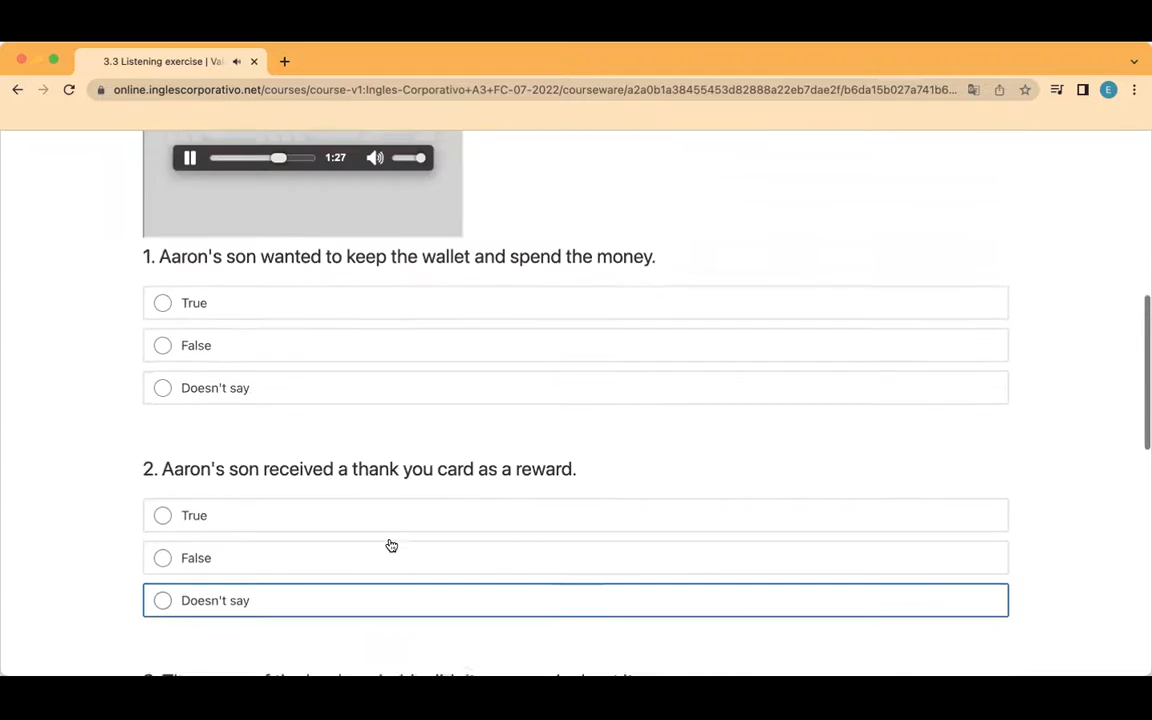 3.3 Listening exercise | Val
online.inglescorporativo.net/courses/course-v1:Ingles-Corporativo+A3+FC-07-2022/courseware/a2a0b1a38455453d82888a22eb7dae2f/b6da15b027a741b6...
E
1:27
1. Aaron's son wanted to keep the wallet and spend the money.
True
False
Doesn't say
2. Aaron's son received a thank you card as a reward.
True
False
Doesn't say